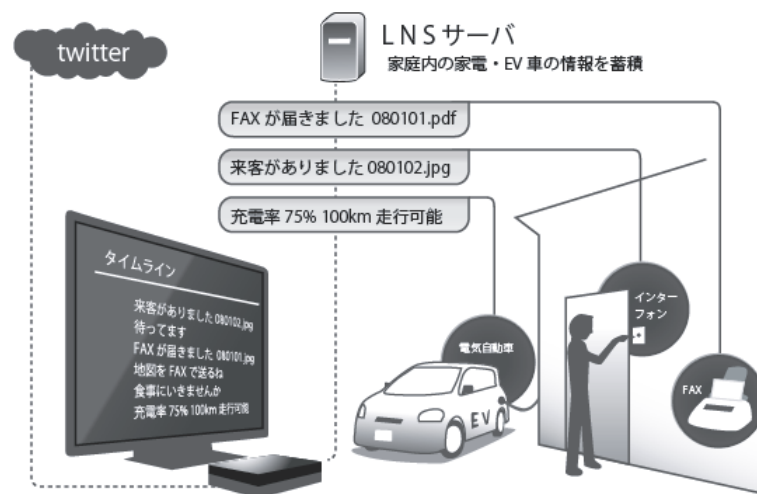 twitter
LNSサーバ
家庭内の家電・EV車の情報を蓄積
FAXが届きました 080101.pdf
来客がありました 080102.jpg
充電率 75% 100km 走行可能
タイムライン
来客がありました 080102.jpg
待ってます
FAXが届きました 080101.jpg
地図をFAXで送るね
食事にいきませんか
充電率 75% 100km 走行可能
電気自動車
EV
インター
フォン
FAX